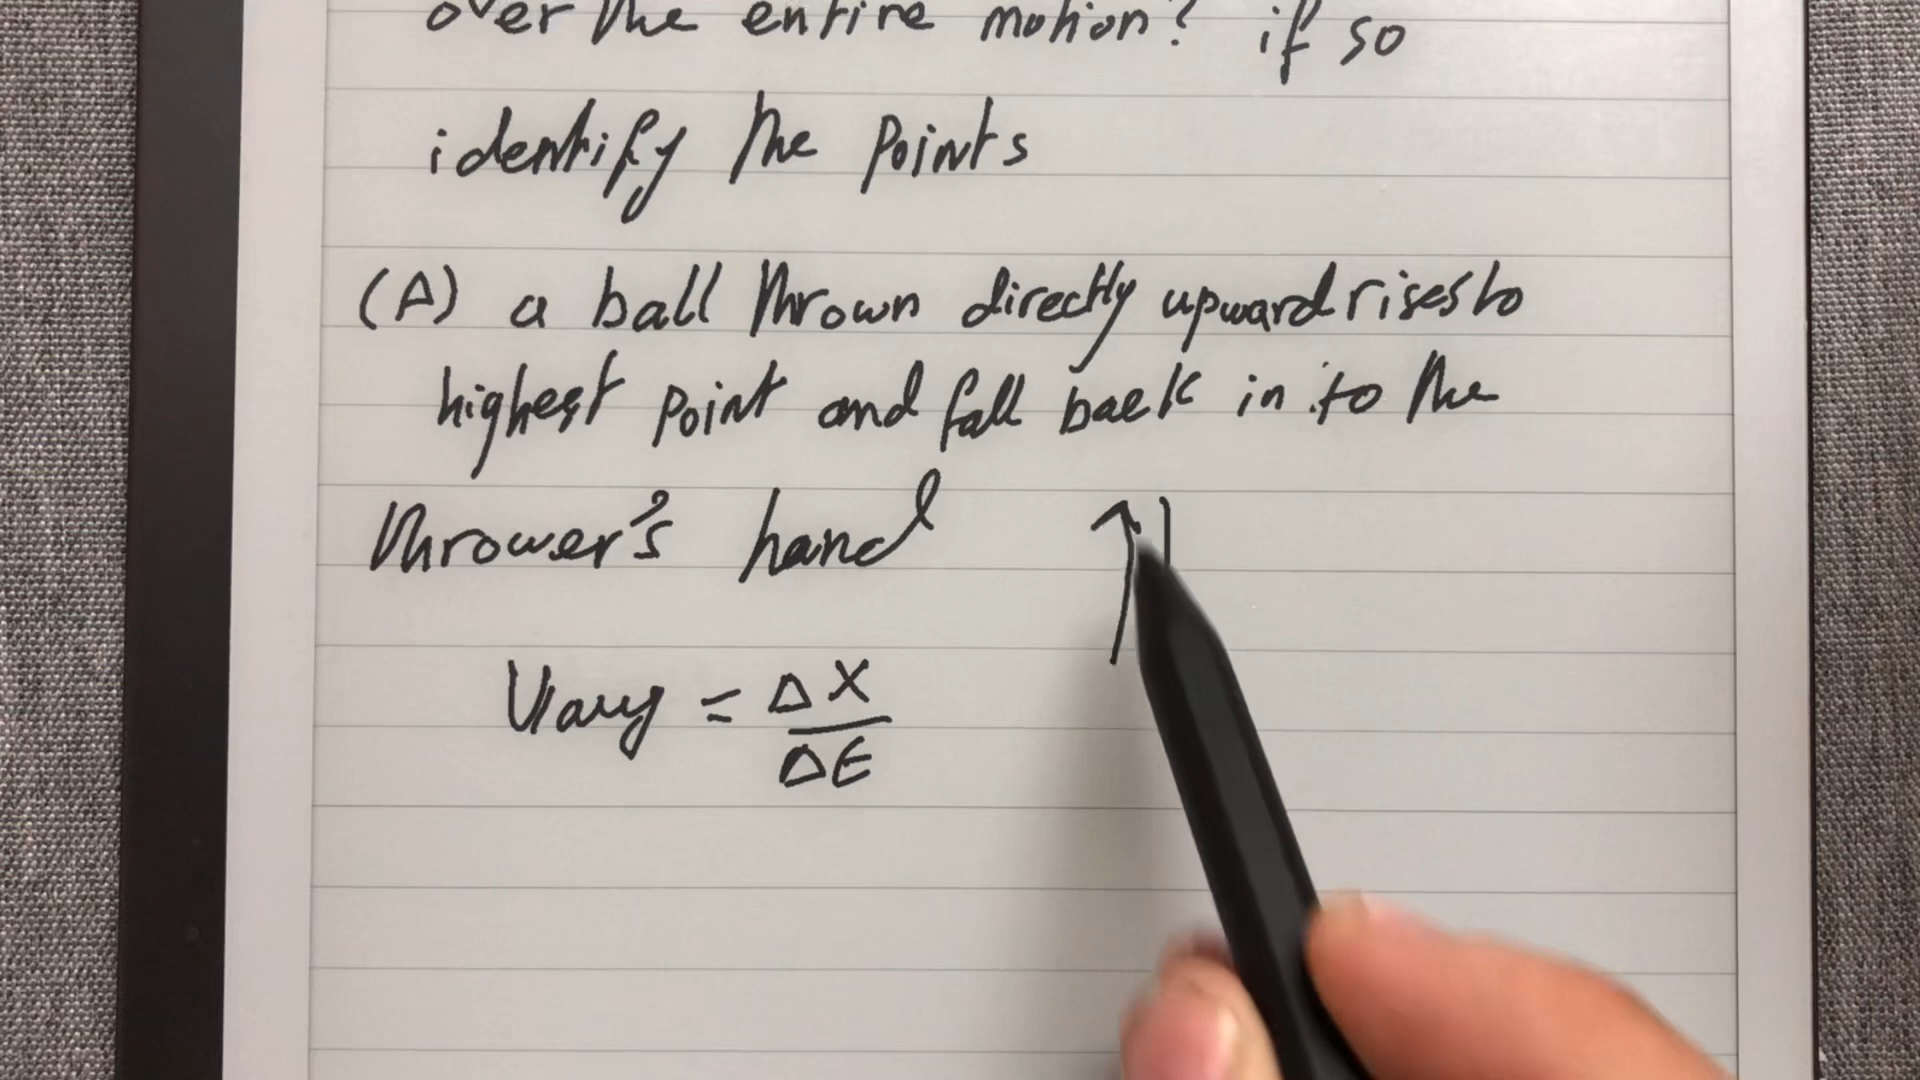 over the entire motion? if so
identify the points
(A) a ball thrown directly upward rises to
highest point and fall back in to the
thrower's hand
Vavg = ΔX
Δt